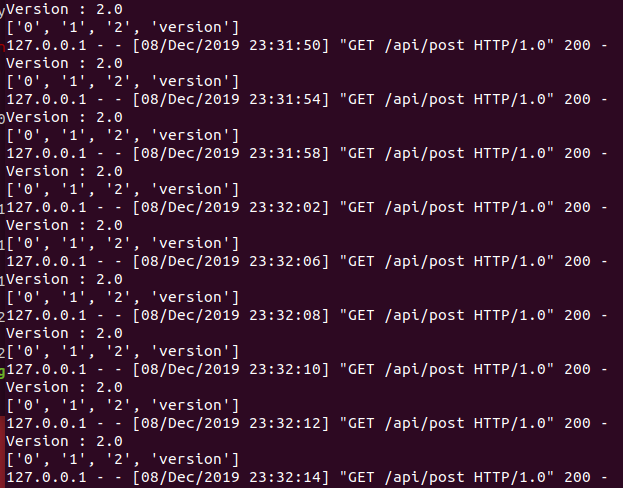 Version : 2.0
['0', '1', '2', 'version']
127.0.0.1 - - [08/Dec/2019 23:31:50] "GET /api/post HTTP/1.0" 200 -
Version : 2.0
['0', '1', '2', 'version']
127.0.0.1 - - [08/Dec/2019 23:31:54] "GET /api/post HTTP/1.0" 200 -
Version : 2.0
['0', '1', '2', 'version']
127.0.0.1 - - [08/Dec/2019 23:31:58] "GET /api/post HTTP/1.0" 200 -
Version : 2.0
['0', '1', '2', 'version']
127.0.0.1 - - [08/Dec/2019 23:32:02] "GET /api/post HTTP/1.0" 200 -
Version : 2.0
['0', '1', '2', 'version']
127.0.0.1 - - [08/Dec/2019 23:32:06] "GET /api/post HTTP/1.0" 200 -
Version : 2.0
['0', '1', '2', 'version']
127.0.0.1 - - [08/Dec/2019 23:32:08] "GET /api/post HTTP/1.0" 200 -
Version : 2.0
['0', '1', '2', 'version']
127.0.0.1 - - [08/Dec/2019 23:32:10] "GET /api/post HTTP/1.0" 200 -
Version : 2.0
['0', '1', '2', 'version']
127.0.0.1 - - [08/Dec/2019 23:32:12] "GET /api/post HTTP/1.0" 200 -
Version : 2.0
['0', '1', '2', 'version']
127.0.0.1 - - [08/Dec/2019 23:32:14] "GET /api/post HTTP/1.0" 200 -